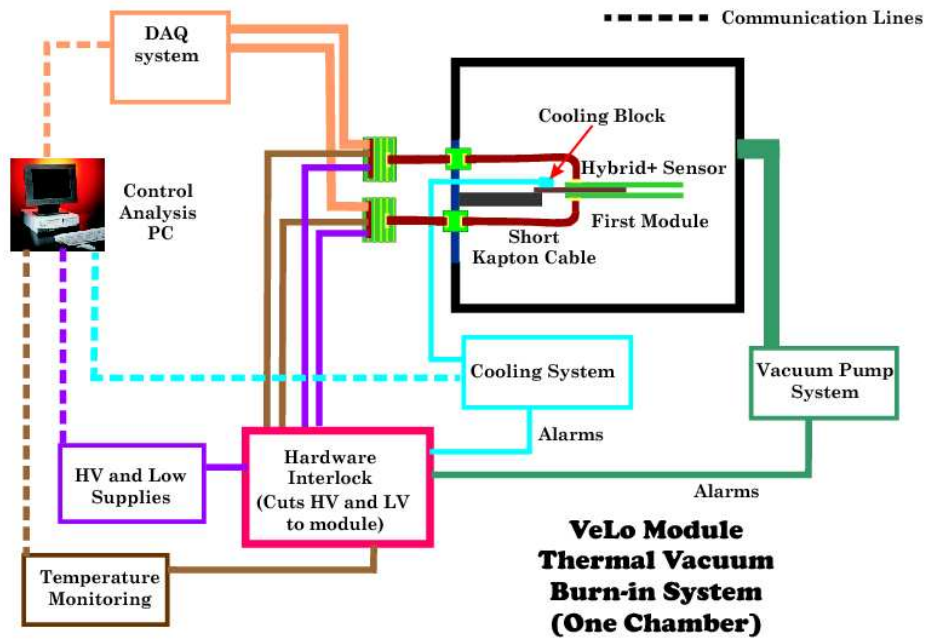 Communication Lines
DAQ
system
Cooling Block
Hybrid+ Sensor
Control
Analysis
PC
First Module
Short
Kapton Cable
Cooling System
Vacuum Pump
System
Alarms
HV and Low
Supplies
Hardware
Interlock
(Cuts HV and LV
to module)
Alarms
Temperature
Monitoring
VeLo Module
Thermal Vacuum
Burn-in System
(One Chamber)